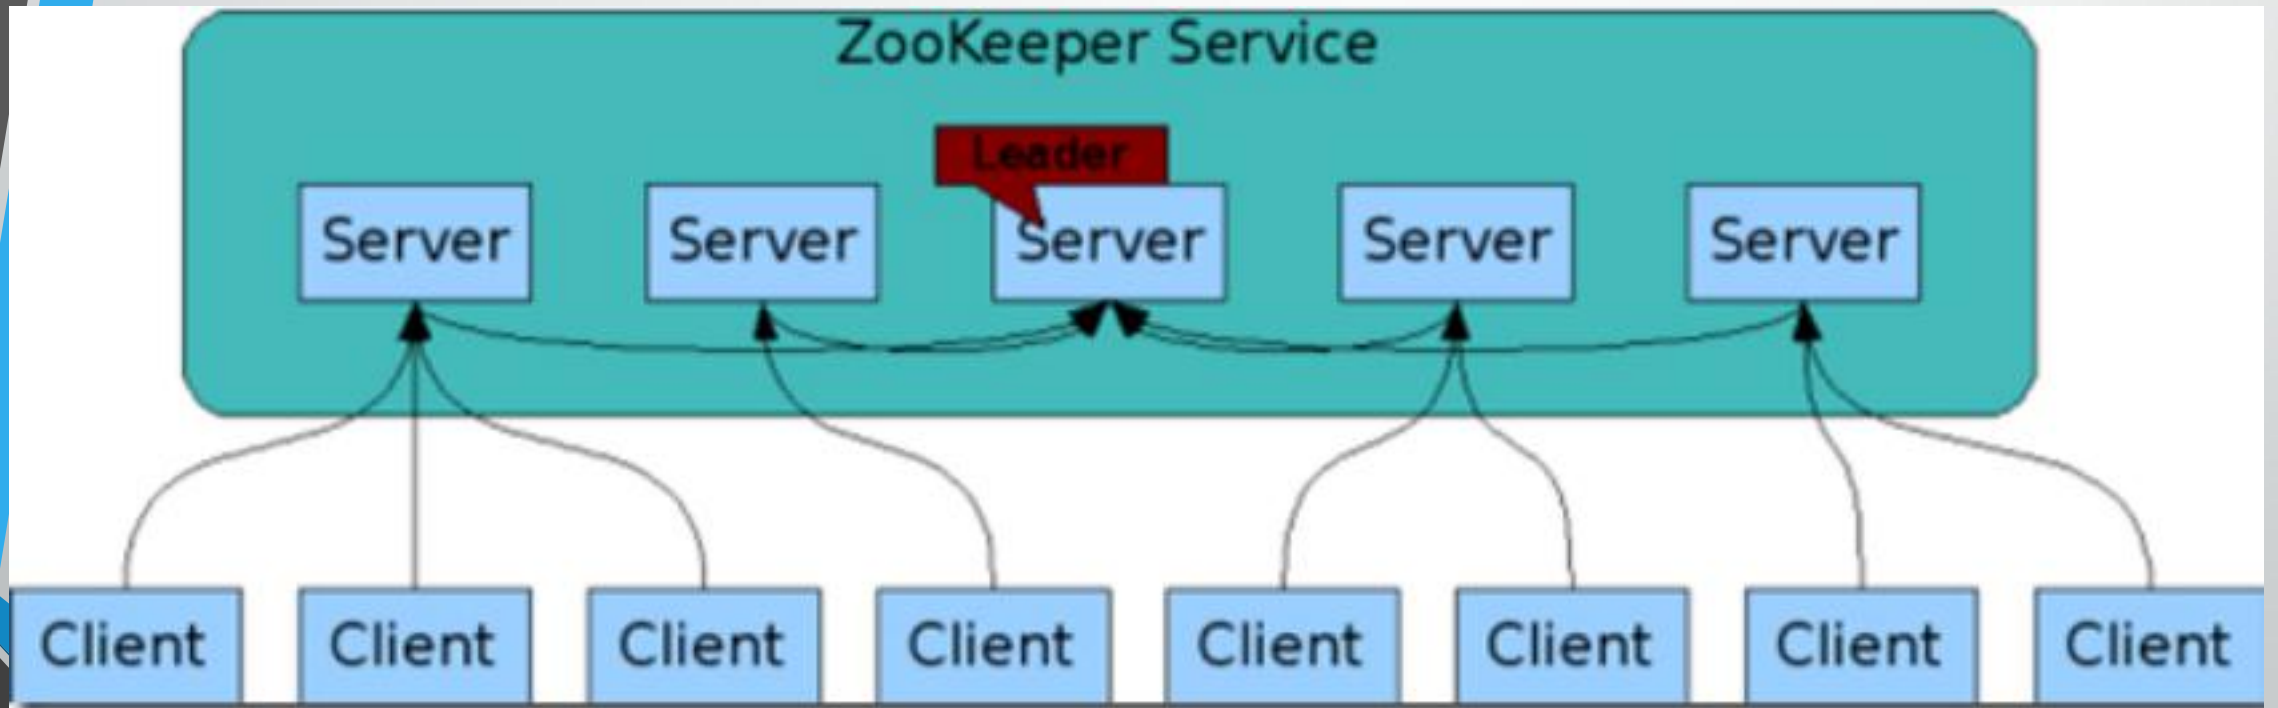 ZooKeeper Service
Leader
Server Server Server Server Server
Client Client Client Client Client Client Client Client